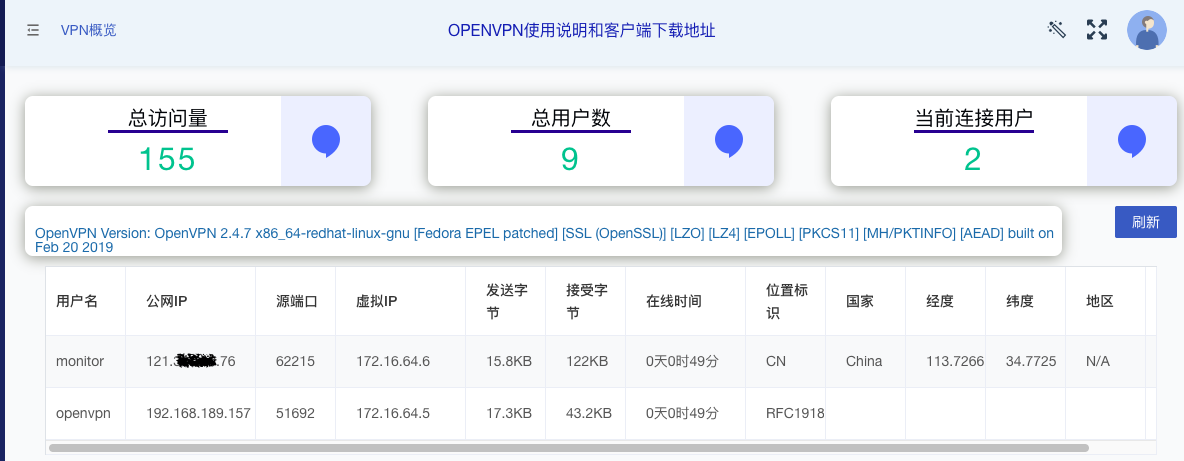 VPN概览
OPENVPN使用说明和客户端下载地址
总访问量
155
总用户数
9
当前连接用户
2
OpenVPN Version: OpenVPN 2.4.7 x86_64-redhat-linux-gnu [Fedora EPEL patched] [SSL (OpenSSL)] [LZO] [LZ4] [EPOLL] [PKCS11] [MH/PKTINFO] [AEAD] built on
Feb 20 2019
刷新
用户名 公网IP 源端口 虚拟IP 发送字节 接受字节 在线时间 位置标识 国家 经度 纬度 地区
monitor 121. .76 62215 172.16.64.6 15.8KB 122KB 0天0时49分 CN China 113.7266 34.7725 N/A
openvpn 192.168.189.157 51692 172.16.64.5 17.3KB 43.2KB 0天0时49分 RFC1918